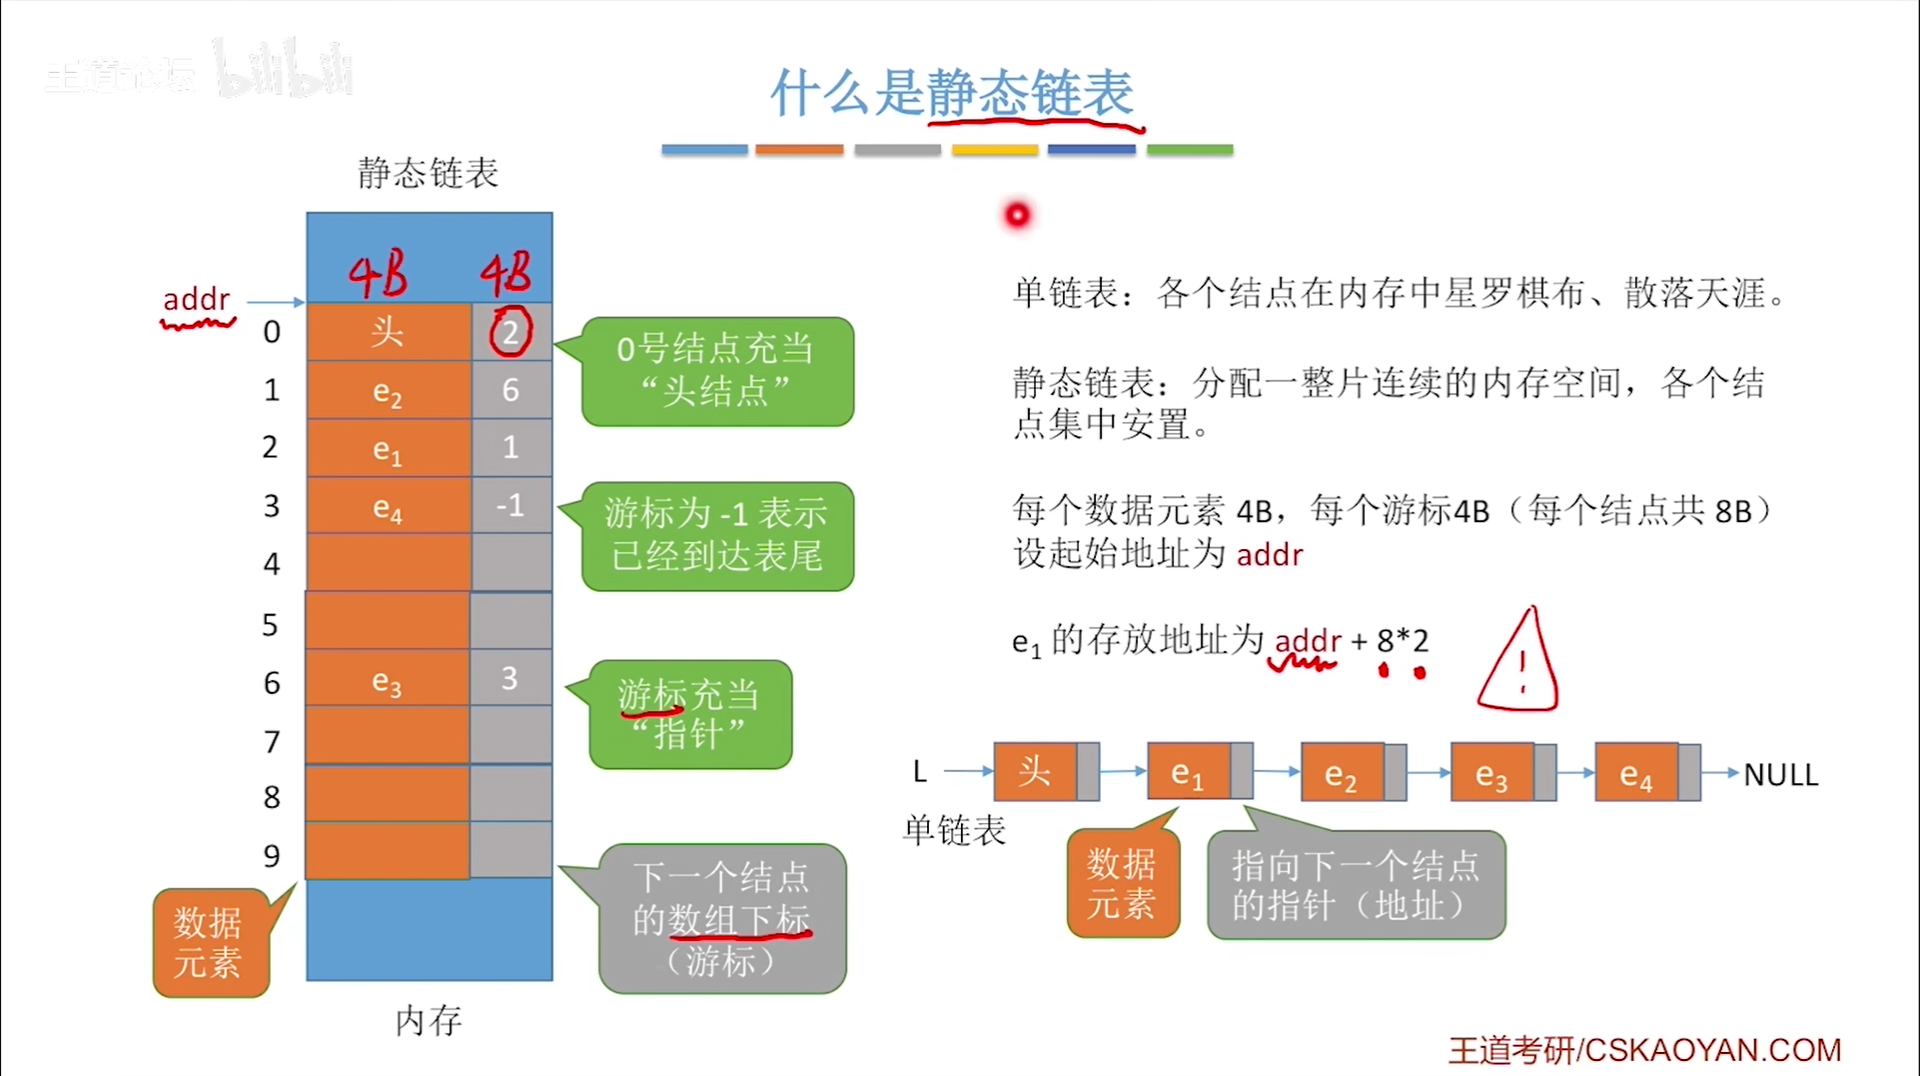 王道论坛 bilibili
什么是静态链表
静态链表
4B 4B
addr
0 头 2
1 e₂ 6
2 e₁ 1
3 e₄ -1
4
5
6 e₃ 3
7
8
9
内存
0号结点充当
“头结点”
游标为 -1 表示
已经到达表尾
游标充当
“指针”
下一个结点
的数组下标
（游标）
数据
元素
单链表：各个结点在内存中星罗棋布、散落天涯。
静态链表：分配一整片连续的内存空间，各个结
点集中安置。
每个数据元素 4B，每个游标4B（每个结点共 8B）
设起始地址为 addr
e₁ 的存放地址为 addr + 8*2
!
L 头 e₁ e₂ e₃ e₄ NULL
单链表
数据
元素
指向下一个结点
的指针（地址）
王道考研/CSKAOYAN.COM